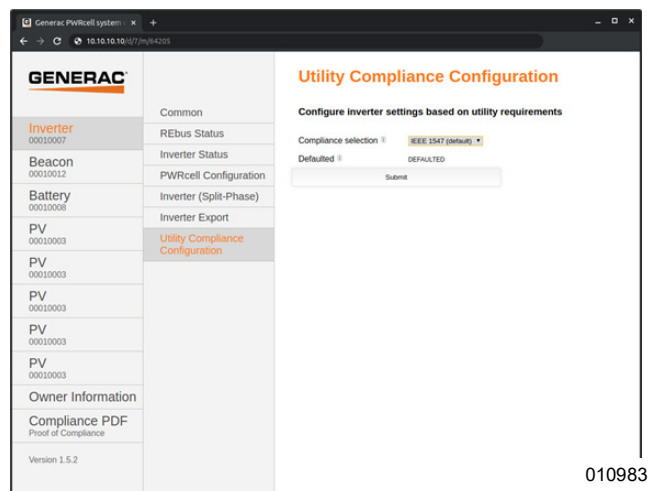 Generac PWRcell system
10.10.10.10/d/7/m/64205
GENERAC
Inverter
00010007
Beacon
00010012
Battery
00010008
PV
00010003
PV
00010003
PV
00010003
PV
00010003
PV
00010003
Owner Information
Compliance PDF
Proof of Compliance
Version 1.5.2
Common
REbus Status
Inverter Status
PWRcell Configuration
Inverter (Split-Phase)
Inverter Export
Utility Compliance
Configuration
Utility Compliance Configuration
Configure inverter settings based on utility requirements
Compliance selection IEEE 1547 (default)
Defaulted DEFAULTED
Submit
010983